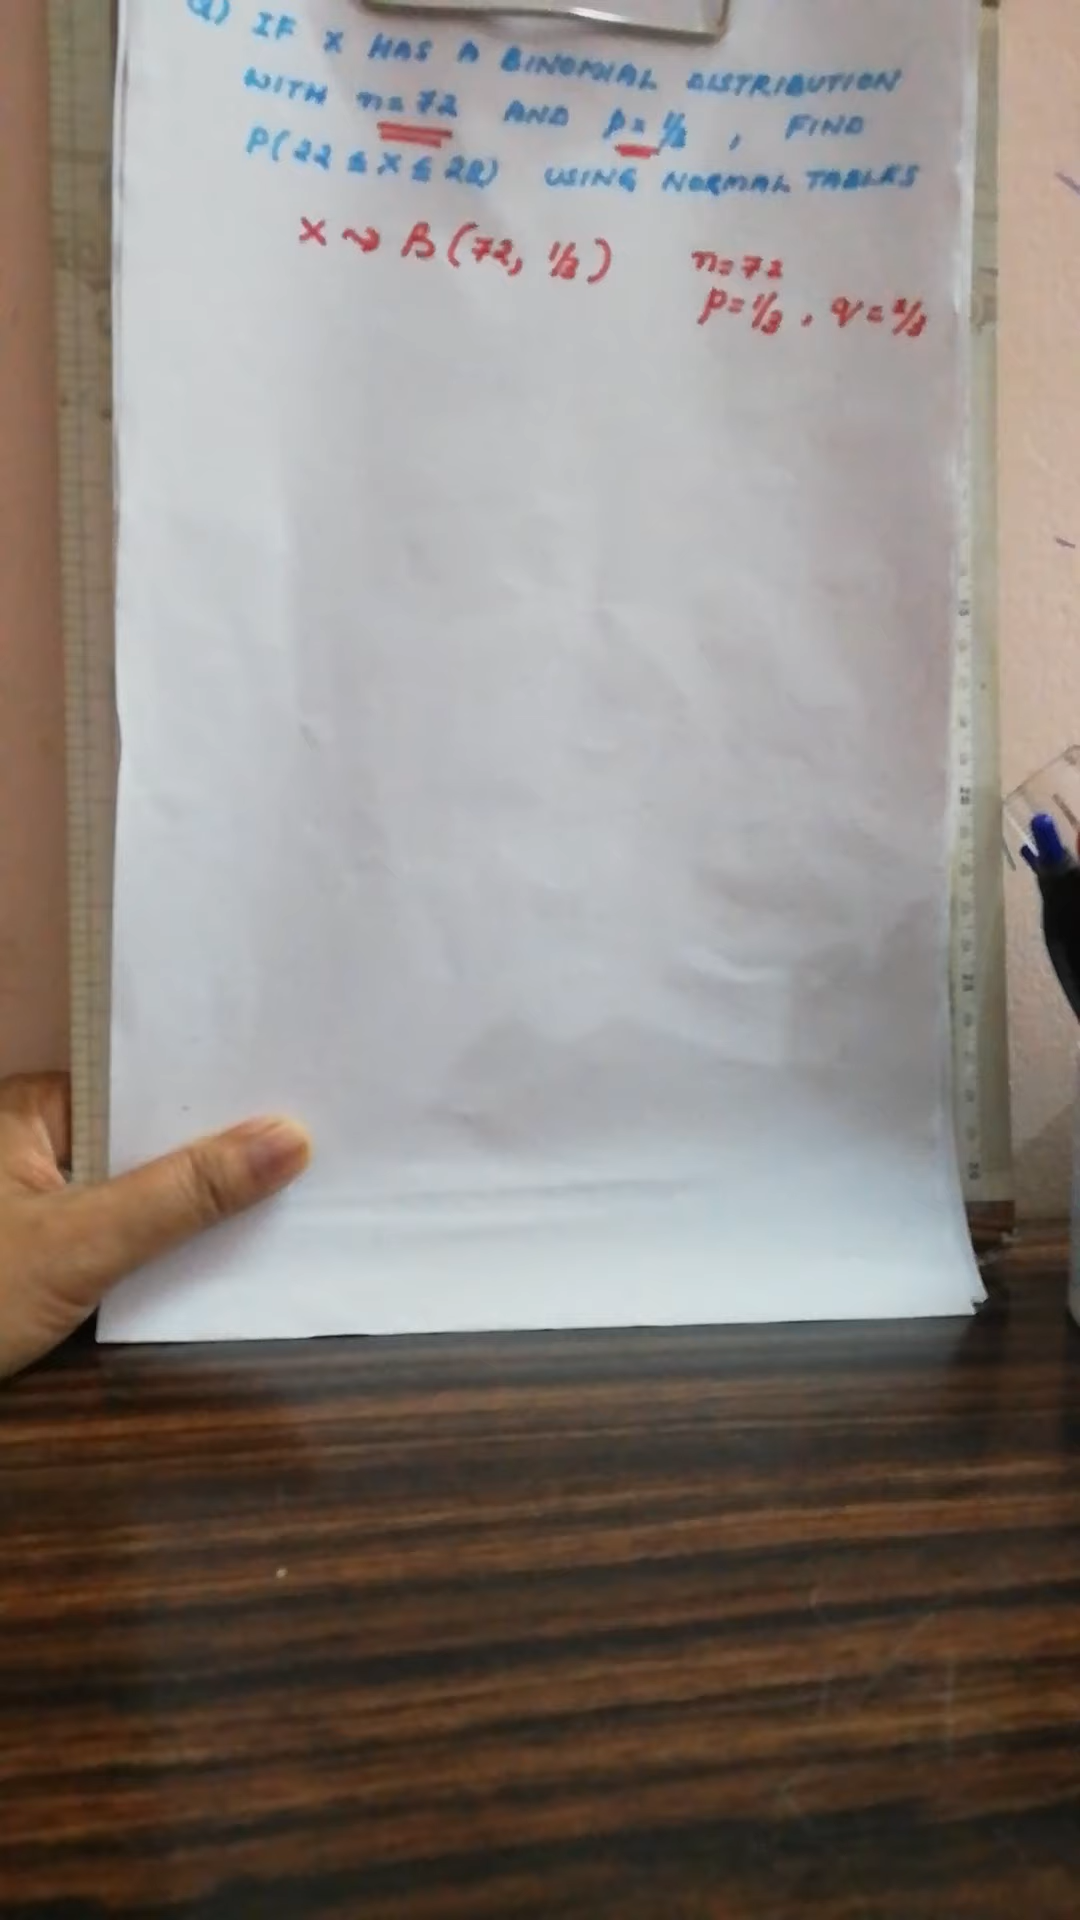 Q) IF X HAS A BINOMIAL DISTRIBUTION
WITH n=72 AND p=1/3, FIND
P(22≤X≤28) USING NORMAL TABLES
X ~> B(72, 1/3)
n=72
p=1/3, q=2/3